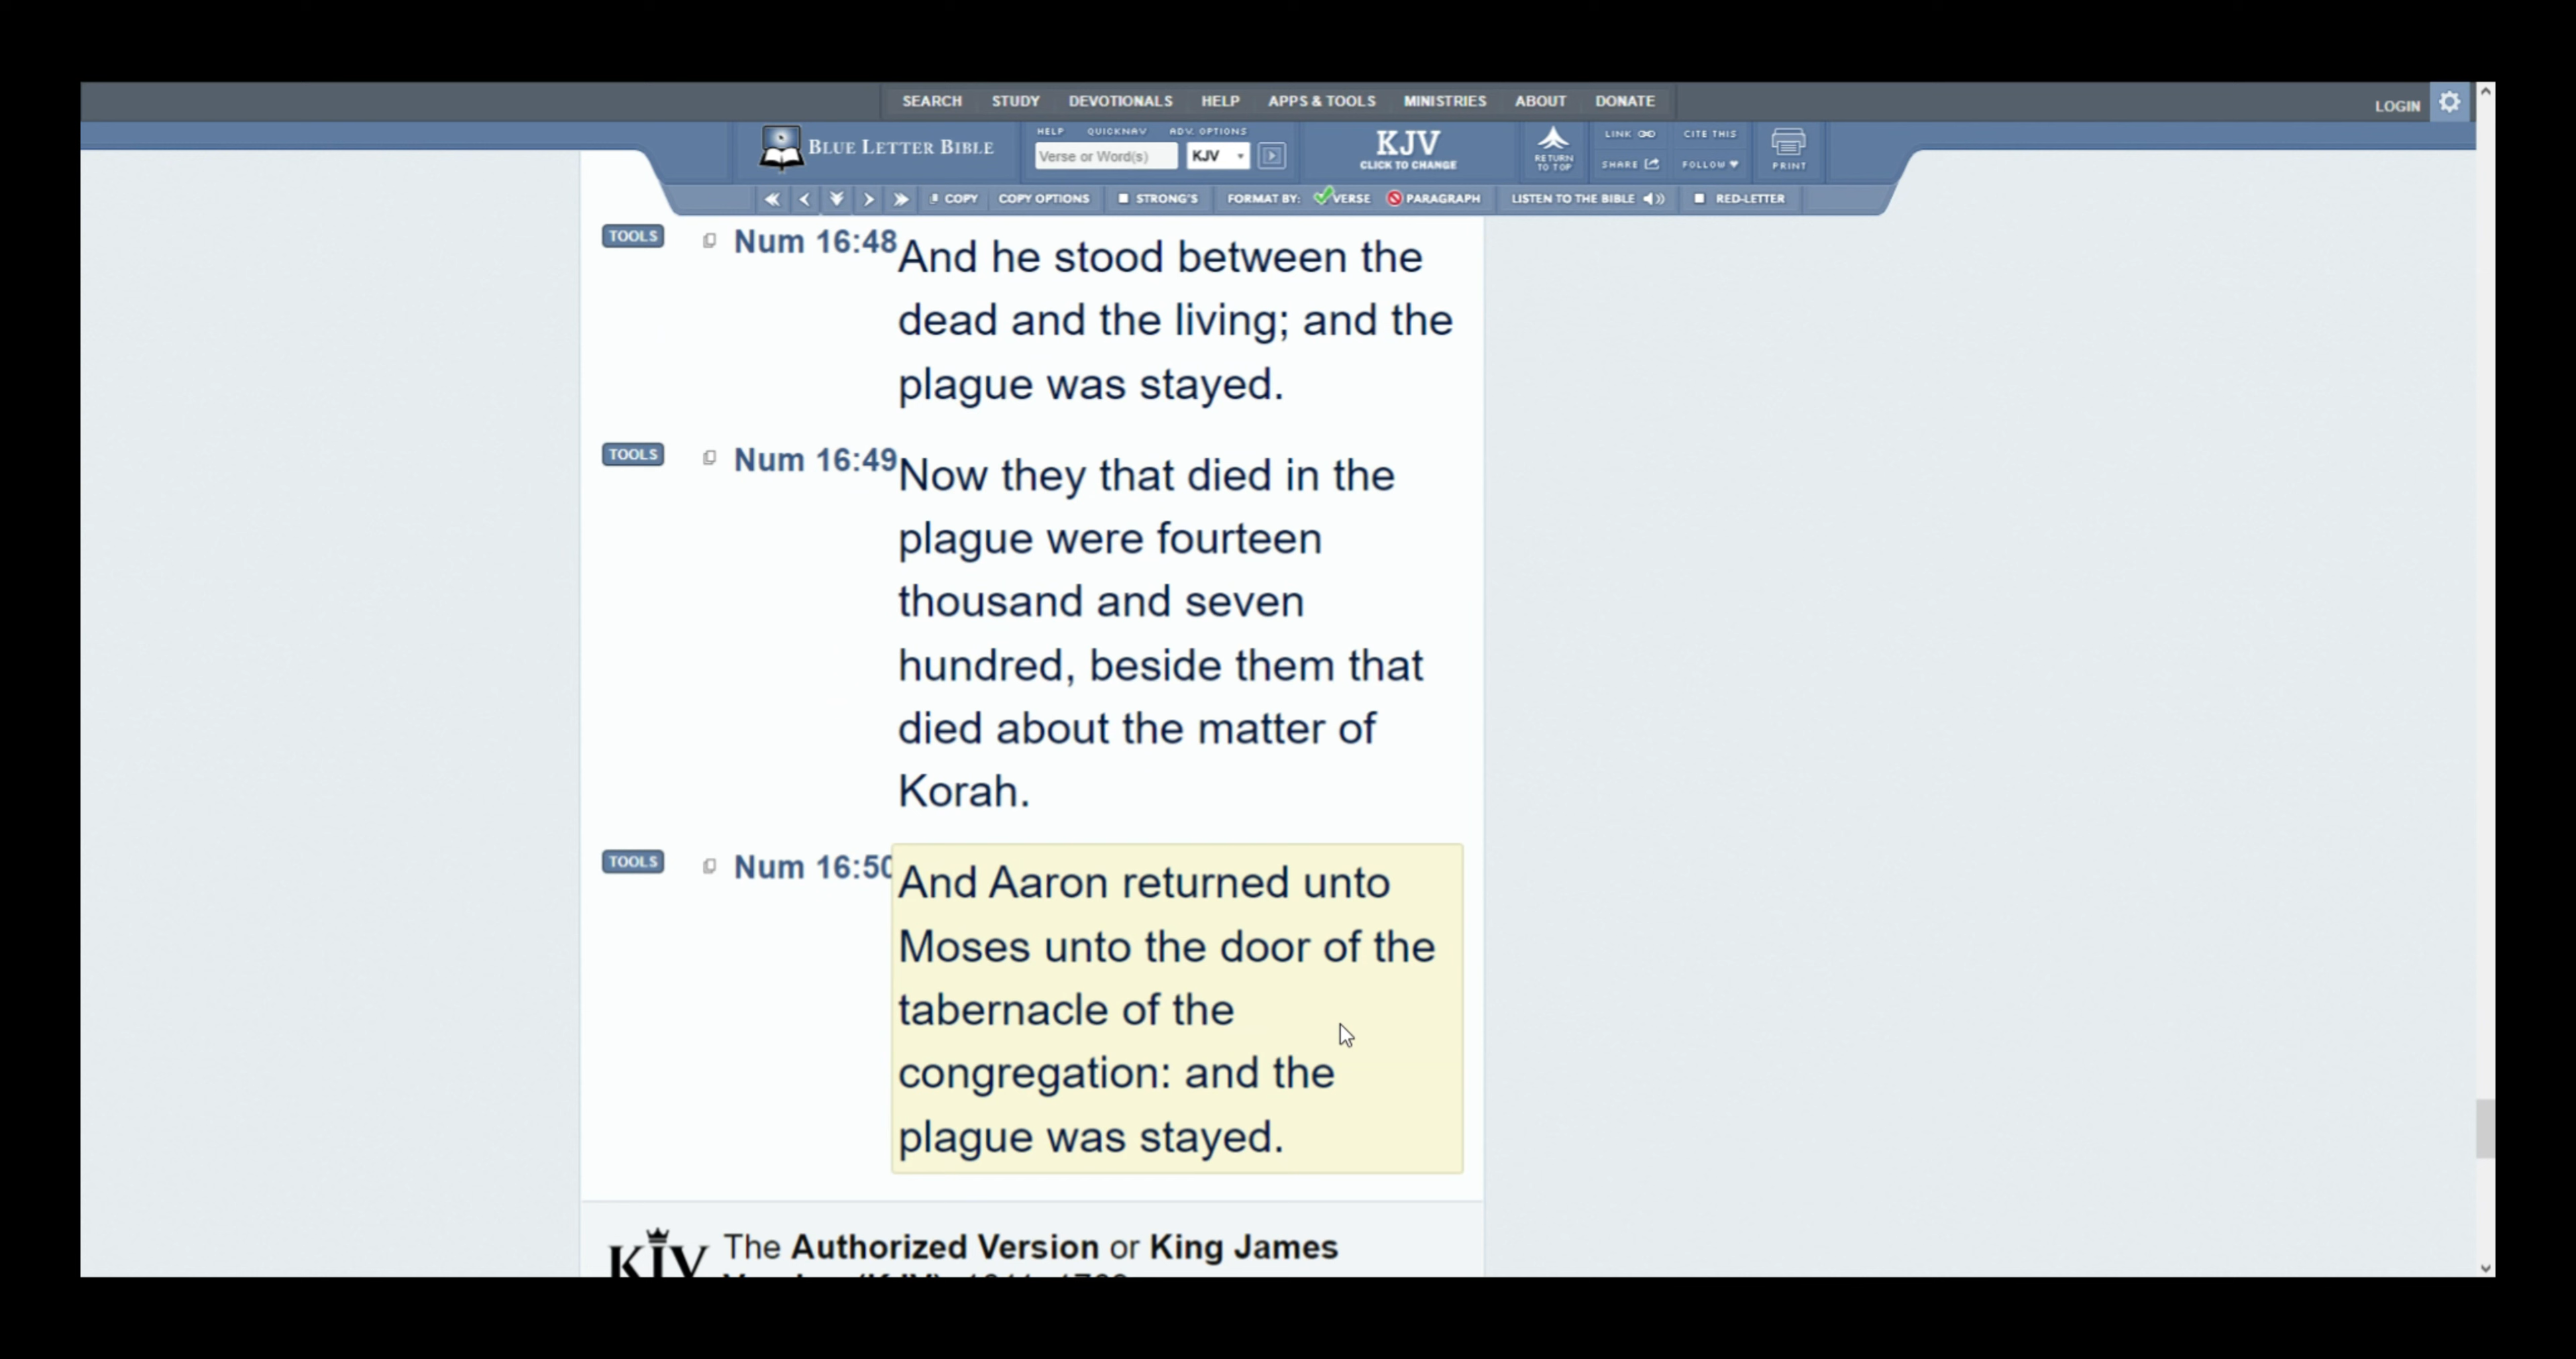 SEARCH STUDY DEVOTIONALS HELP APPS & TOOLS MINISTRIES ABOUT DONATE
LOGIN
BLUE LETTER BIBLE
HELP QUICKNAV ADV. OPTIONS
Verse or Word(s) KJV
KJV
CLICK TO CHANGE
RETURN
TO TOP
LINK CITE THIS
SHARE FOLLOW
PRINT
COPY COPY OPTIONS STRONG'S FORMAT BY: VERSE PARAGRAPH LISTEN TO THE BIBLE RED-LETTER
TOOLS Num 16:48 And he stood between the
dead and the living; and the
plague was stayed.
TOOLS Num 16:49 Now they that died in the
plague were fourteen
thousand and seven
hundred, beside them that
died about the matter of
Korah.
TOOLS Num 16:50 And Aaron returned unto
Moses unto the door of the
tabernacle of the
congregation: and the
plague was stayed.
KJV The Authorized Version or King James